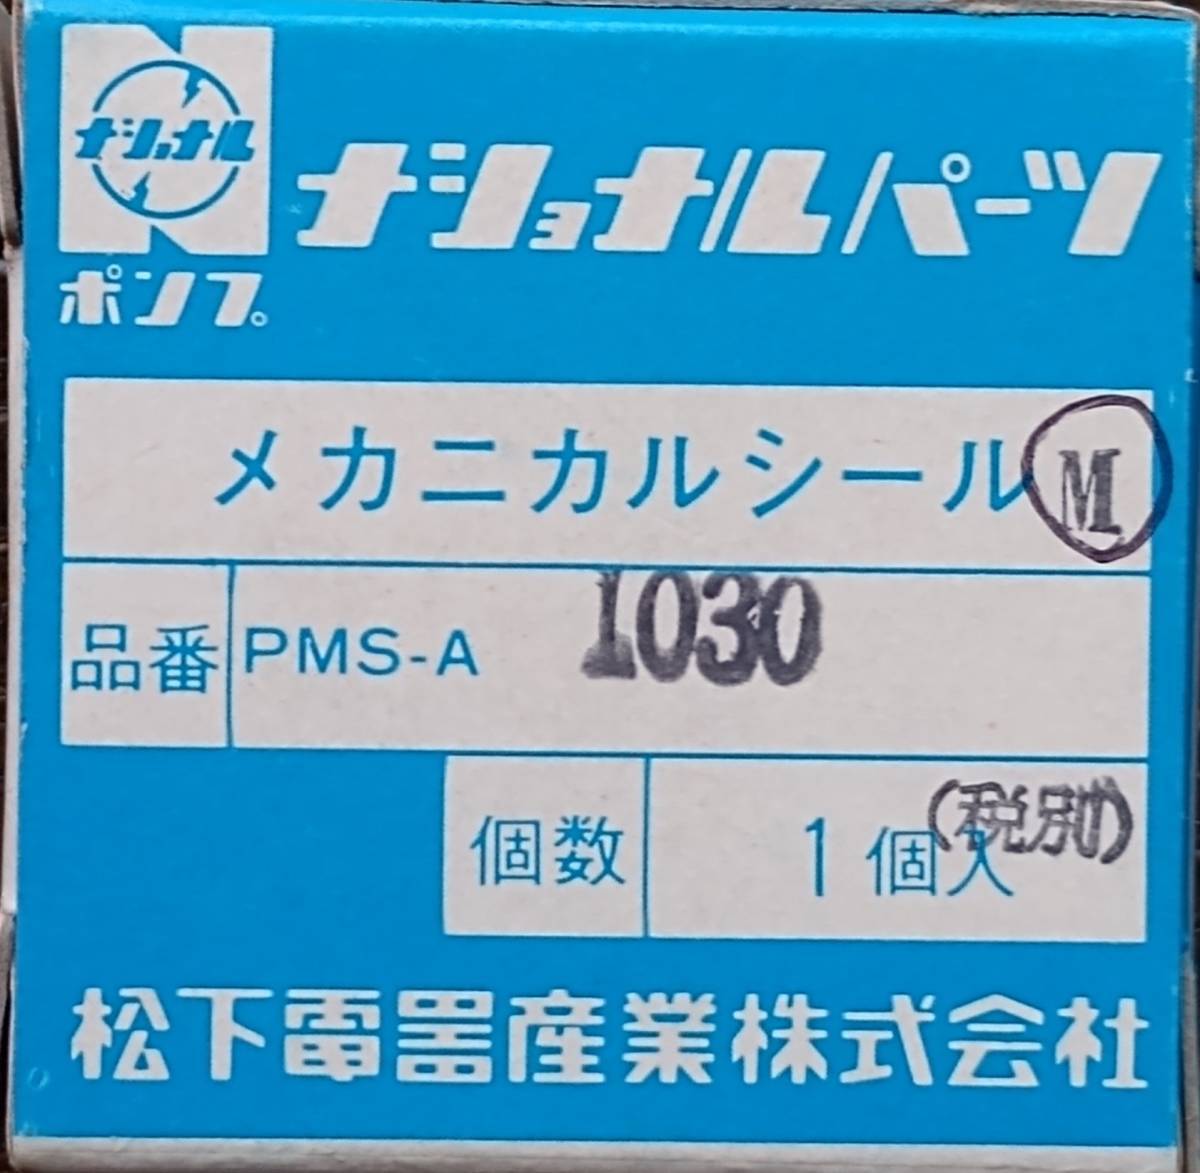 ナショナル
ナショナルパーツ
ポンプ
メカニカルシール M
品番 PMS-A 1030
(税別)
個数 1個入
松下電器産業株式会社